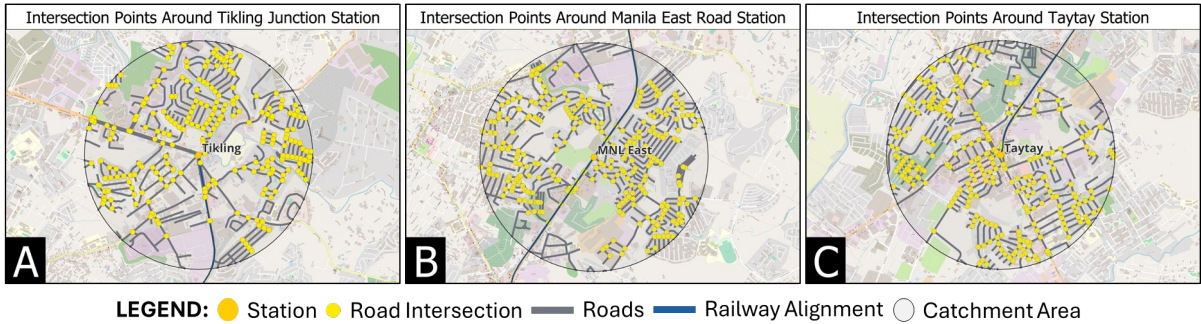 Intersection Points Around Tikling Junction Station
Intersection Points Around Manila East Road Station
Intersection Points Around Taytay Station
Tikling
MNL East
Taytay
A
B
C
LEGEND: Station Road Intersection Roads Railway Alignment Catchment Area